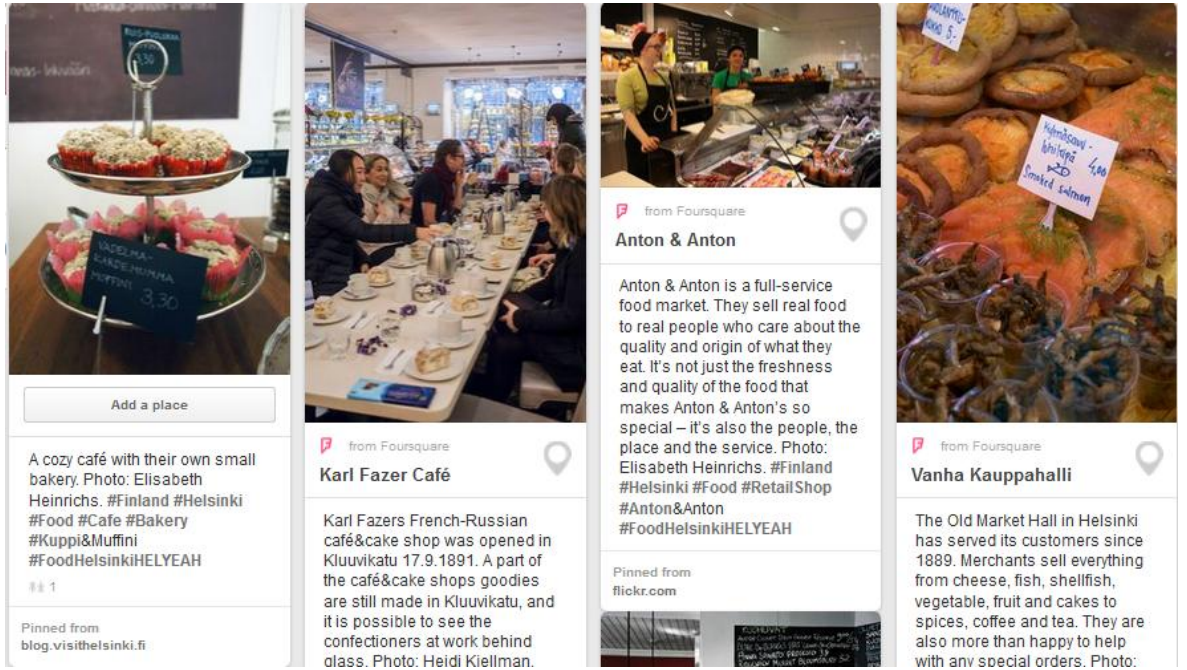 RUIS-PUOLUKKA
3,30
VADELMA-
KARDEMUMMA
MUFFINI 3,30
Add a place
A cozy café with their own small
bakery. Photo: Elisabeth
Heinrichs. #Finland #Helsinki
#Food #Cafe #Bakery
#Kuppi&Muffini
#FoodHelsinkiHELYEAH
1
Pinned from
blog.visithelsinki.fi
from Foursquare
Karl Fazer Café
Karl Fazers French-Russian
café&cake shop was opened in
Kluuvikatu 17.9.1891. A part of
the café&cake shops goodies
are still made in Kluuvikatu, and
it is possible to see the
confectioners at work behind
glass. Photo: Heidi Kjellman.
from Foursquare
Anton & Anton
Anton & Anton is a full-service
food market. They sell real food
to real people who care about the
quality and origin of what they
eat. It's not just the freshness
and quality of the food that
makes Anton & Anton's so
special – it's also the people, the
place and the service. Photo:
Elisabeth Heinrichs. #Finland
#Helsinki #Food #RetailShop
#Anton&Anton
#FoodHelsinkiHELYEAH
Pinned from
flickr.com
KUKKO 5,-
Kylmäsavu-
4,00
Smoked salmon
from Foursquare
Vanha Kauppahalli
The Old Market Hall in Helsinki
has served its customers since
1889. Merchants sell everything
from cheese, fish, shellfish,
vegetable, fruit and cakes to
spices, coffee and tea. They are
also more than happy to help
with any special orders. Photo: